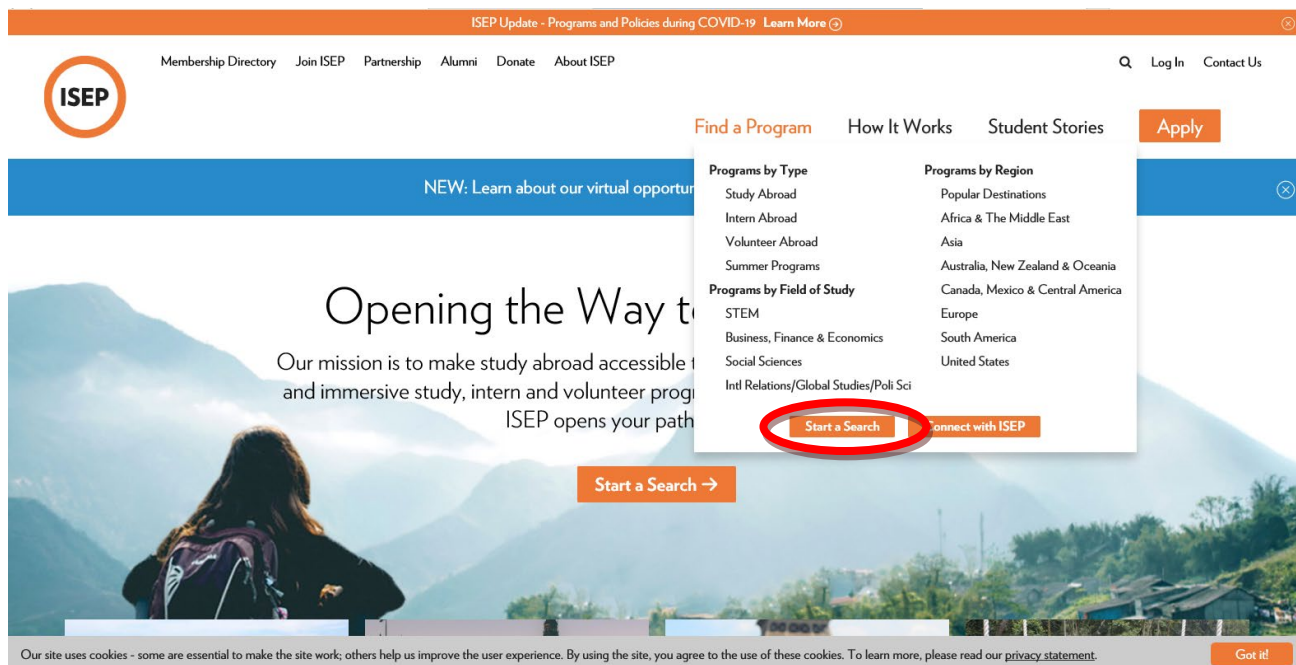 ISEP Update - Programs and Policies during COVID-19 Learn More
Membership Directory Join ISEP Partnership Alumni Donate About ISEP Log In Contact Us
ISEP
Find a Program How It Works Student Stories Apply
NEW: Learn about our virtual
Programs by Type
Study Abroad
Intern Abroad
Volunteer Abroad
Summer Programs
Programs by Field of Study
STEM
Business, Finance & Economics
Social Sciences
Intl Relations/Global Studies/Poli Sci
Programs by Region
Popular Destinations
Africa & The Middle East
Asia
Australia, New Zealand & Oceania
Canada, Mexico & Central America
Europe
South America
United States
Start a Search Connect with ISEP
Opening the Way
Our mission is to make study abroad accessible
and immersive study, intern and volunteer
ISEP opens your path
Start a Search →
Our site uses cookies - some are essential to make the site work; others help us improve the user experience. By using the site, you agree to the use of these cookies. To learn more, please read our privacy statement. Got it!